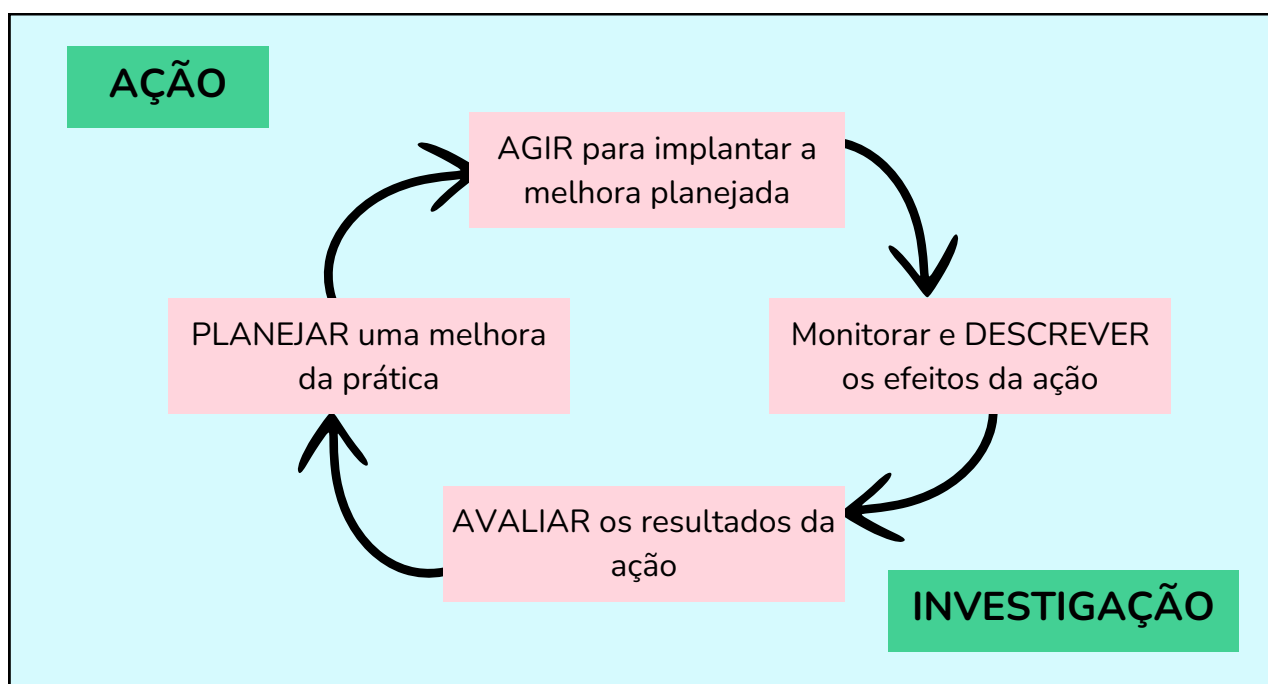 AÇÃO
AGIR para implantar a
melhora planejada
PLANEJAR uma melhora
da prática
Monitorar e DESCREVER
os efeitos da ação
AVALIAR os resultados da
ação
INVESTIGAÇÃO